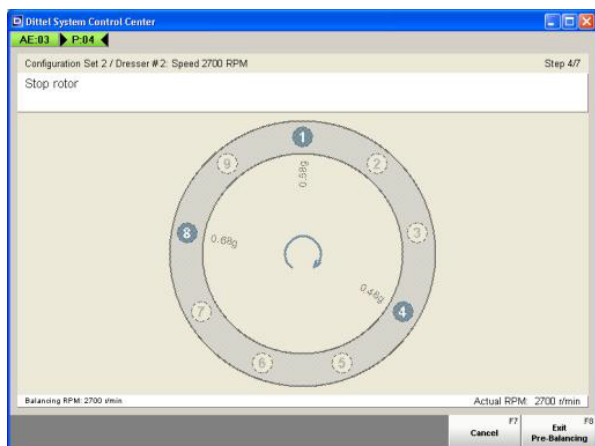 Dittel System Control Center
AE:03 P:04
Configuration Set 2 / Dresser # 2: Speed 2700 RPM Step 4/7
Stop rotor
1
9 2
0.58g
8 0.68g 3
0.48g 4
7
6 5
Balancing RPM: 2700 r/min Actual RPM: 2700 r/min
F7 F8
Cancel Exit
Pre-Balancing